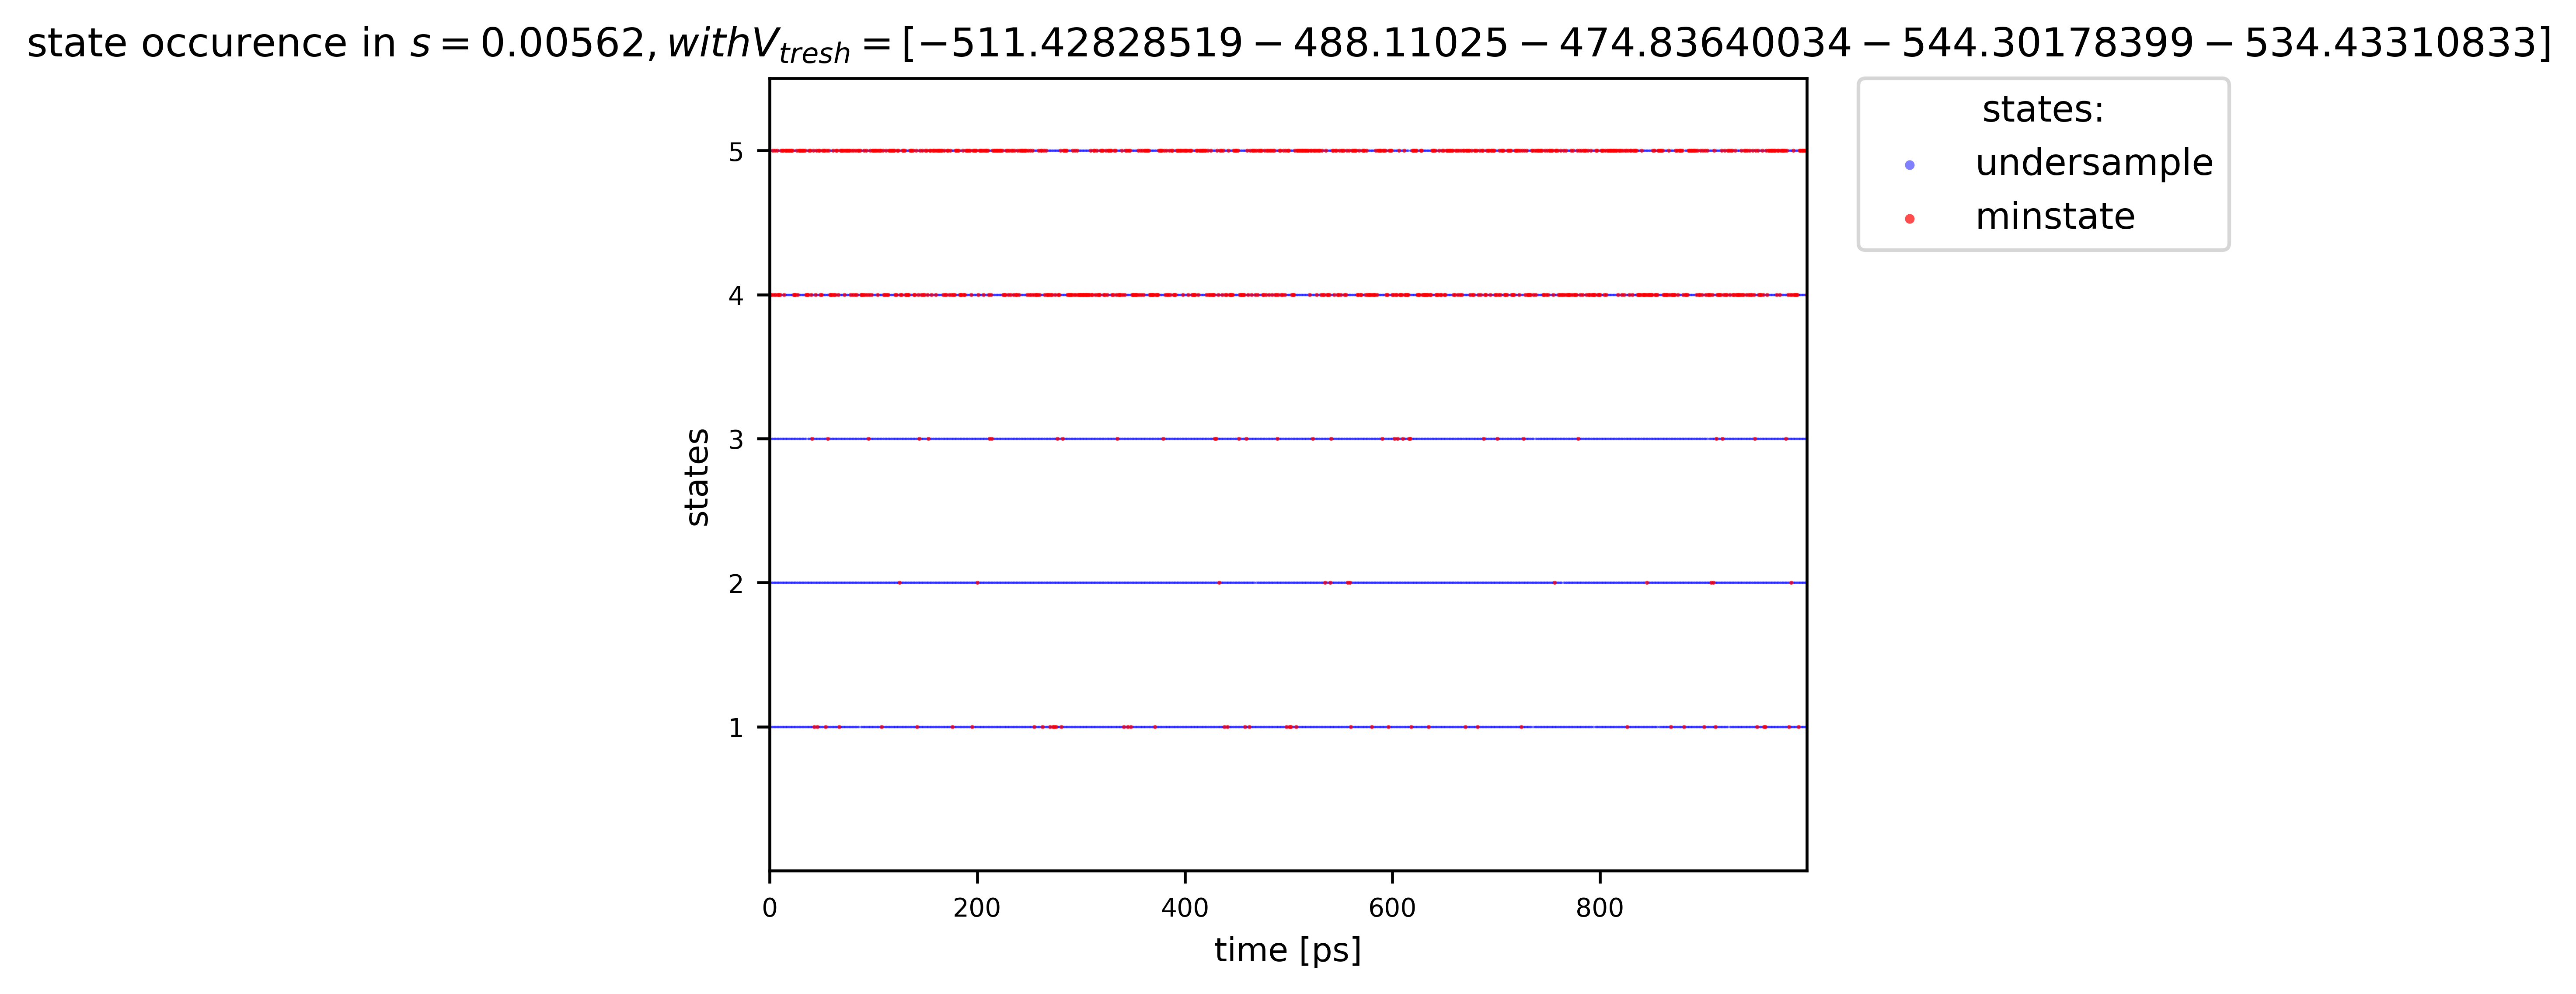 state occurence in s = 0.00562, withV_tresh = [−511.42828519 − 488.11025 − 474.83640034 − 544.30178399 − 534.43310833]
states:
undersample
minstate
5
4
3
2
1
states
0 200 400 600 800
time [ps]